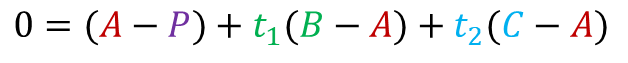 0 = (A − P) + t₁(B − A) + t₂(C − A)